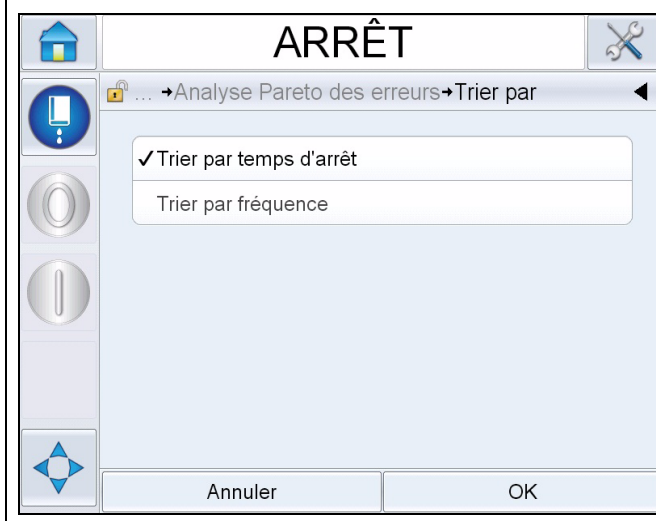 ARRÊT
... →Analyse Pareto des erreurs→Trier par
✓Trier par temps d'arrêt
Trier par fréquence
Annuler
OK